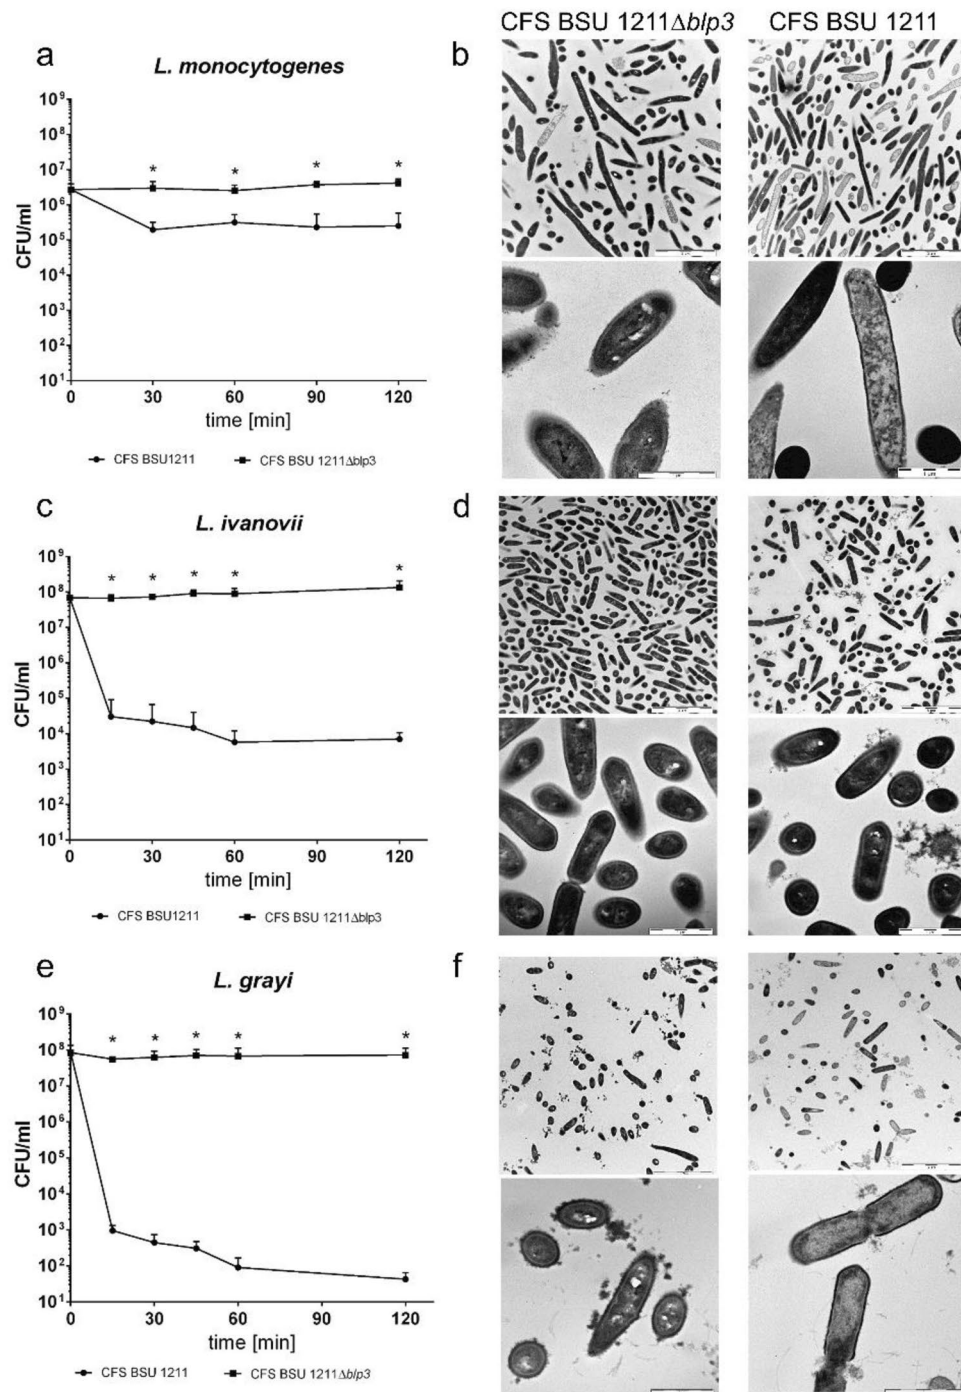 CFS BSU 1211Δblp3 CFS BSU 1211
a
L. monocytogenes
b
10⁹
10⁸
10⁷
10⁶
10⁵
10⁴
10³
10²
10¹
CFU/ml
* * * *
0 30 60 90 120
time [min]
CFS BSU1211 CFS BSU 1211Δblp3
c
L. ivanovii
d
10⁹
10⁸
10⁷
10⁶
10⁵
10⁴
10³
10²
10¹
CFU/ml
* * * * *
0 30 60 90 120
time [min]
CFS BSU1211 CFS BSU 1211Δblp3
e
L. grayi
f
10⁹
10⁸
10⁷
10⁶
10⁵
10⁴
10³
10²
10¹
CFU/ml
* * * * *
0 30 60 90 120
time [min]
CFS BSU 1211 CFS BSU 1211Δblp3